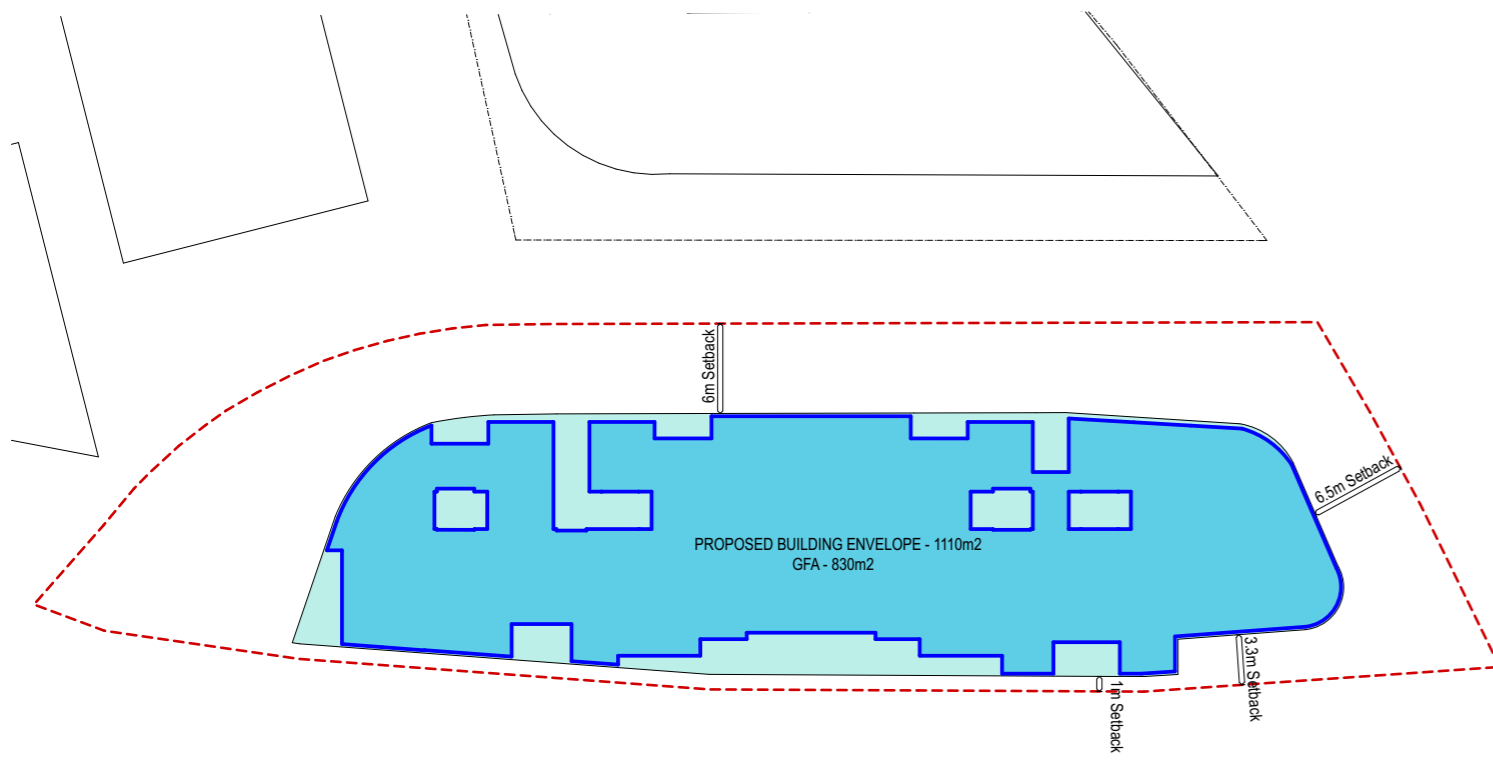 6m Setback
6.5m Setback
PROPOSED BUILDING ENVELOPE - 1110m2
GFA - 830m2
3.3m Setback
1m Setback